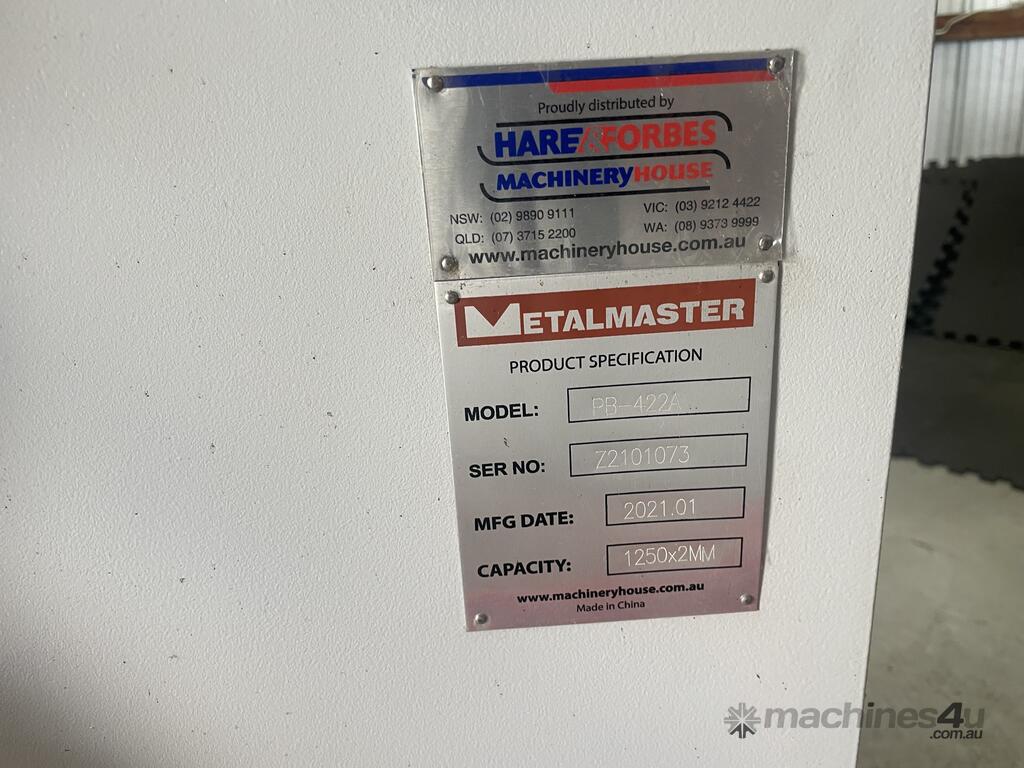 Proudly distributed by
HARE&FORBES
MACHINERYHOUSE
NSW: (02) 9890 9111 VIC: (03) 9212 4422
QLD: (07) 3715 2200 WA: (08) 9373 9999
www.machineryhouse.com.au
METALMASTER
PRODUCT SPECIFICATION
MODEL: PB-422A
SER NO: Z2101073
MFG DATE: 2021.01
CAPACITY: 1250x2MM
www.machineryhouse.com.au
Made in China
machines4u
.com.au